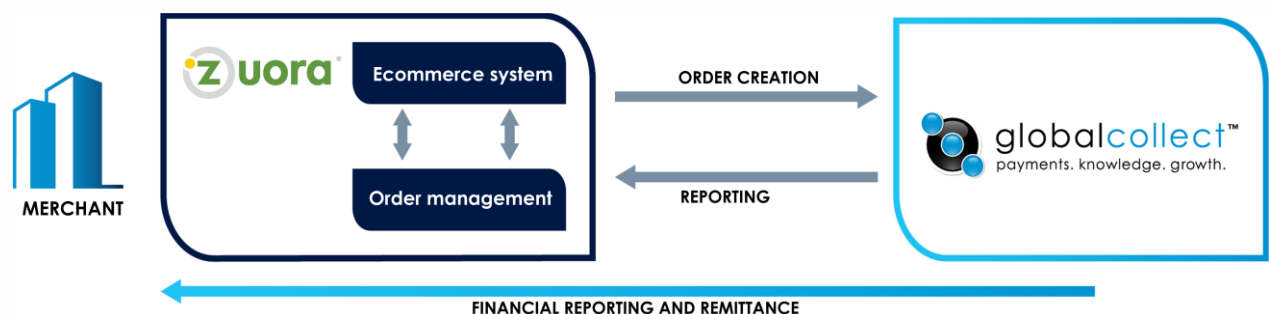 MERCHANT
zuora®
Ecommerce system
Order management
ORDER CREATION
REPORTING
globalcollect™
payments. knowledge. growth.
FINANCIAL REPORTING AND REMITTANCE